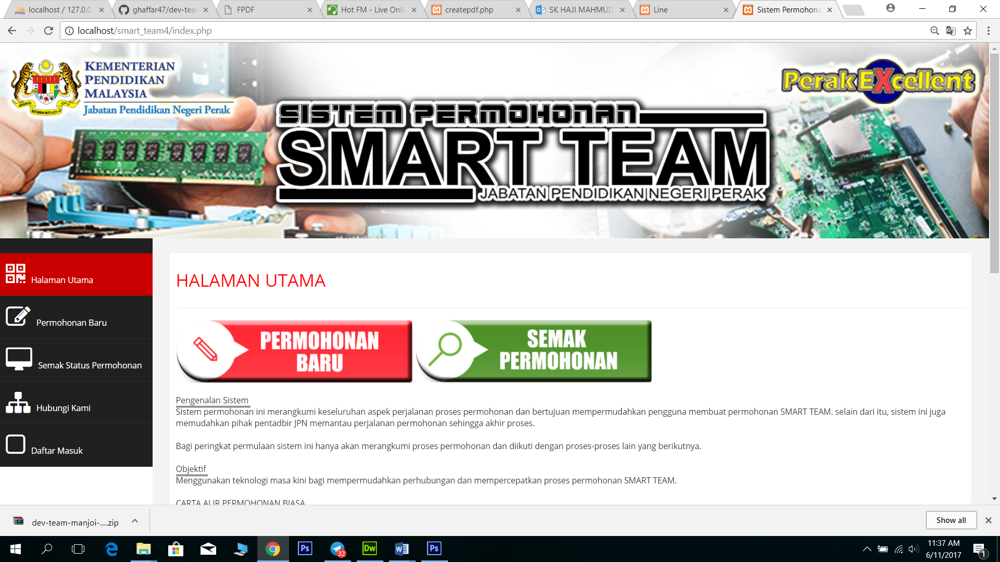 localhost / 127.0.0.
ghaffar47/dev-tea
FPDF
Hot FM - Live Onli
createpdf.php
SK HAJI MAHMUD
Line
Sistem Permohona
localhost/smart_team4/index.php
KEMENTERIAN
PENDIDIKAN
MALAYSIA
Jabatan Pendidikan Negeri Perak
PerakEXcellent
SISTEM PERMOHONAN
SMART TEAM
JABATAN PENDIDIKAN NEGERI PERAK
Halaman Utama
Permohonan Baru
Semak Status Permohonan
Hubungi Kami
Daftar Masuk
HALAMAN UTAMA
PERMOHONAN
BARU
SEMAK
PERMOHONAN
Pengenalan Sistem
Sistem permohonan ini merangkumi keseluruhan aspek perjalanan proses permohonan dan bertujuan mempermudahkan pengguna membuat permohonan SMART TEAM. selain dari itu, sistem ini juga
memudahkan pihak pentadbir JPN memantau perjalanan permohonan sehingga akhir proses.
Bagi peringkat permulaan sistem ini hanya akan merangkumi proses permohonan dan diikuti dengan proses-proses lain yang berikutnya.
Objektif
Menggunakan teknologi masa kini bagi mempermudahkan perhubungan dan mempercepatkan proses permohonan SMART TEAM.
CARTA ALIR PERMOHONAN BIASA
dev-team-manjoi-....zip
Show all
Ps
32
Dw
Ps
11:37 AM
6/11/2017
1